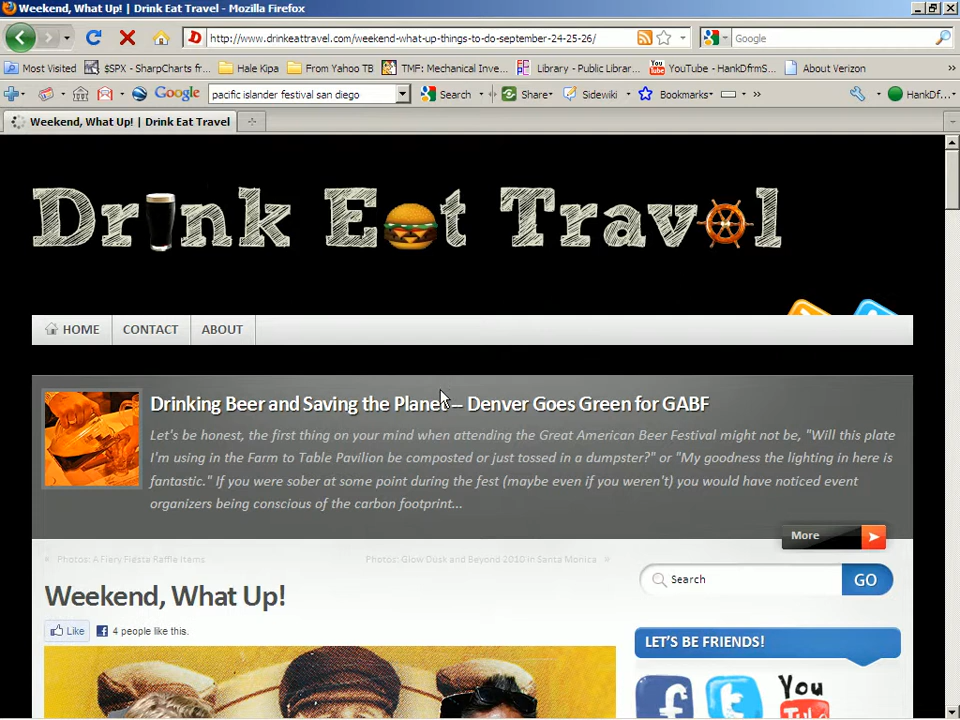 Weekend, What Up! | Drink Eat Travel - Mozilla Firefox
http://www.drinkeattravel.com/weekend-what-up-things-to-do-september-24-25-26/
Google
Most Visited $SPX - SharpCharts fr... Hale Kipa From Yahoo TB TMF: Mechanical Inve... Library - Public Librar... YouTube - HankDfrmS... About Verizon »
Google pacific islander festival san diego Search Share Sidewiki Bookmarks » HankDf...
Weekend, What Up! | Drink Eat Travel
Drink Eat Travel
HOME CONTACT ABOUT
Drinking Beer and Saving the Planet – Denver Goes Green for GABF
Let's be honest, the first thing on your mind when attending the Great American Beer Festival might not be, "Will this plate
I'm using in the Farm to Table Pavilion be composted or just tossed in a dumpster?" or "My goodness the lighting in here is
fantastic." If you were sober at some point during the fest (maybe even if you weren't) you would have noticed event
organizers being conscious of the carbon footprint...
More
« Photos: A Fiery Fiesta Raffle Items
Photos: Glow Dusk and Beyond 2010 in Santa Monica »
Search GO
Weekend, What Up!
Like 4 people like this.
LET'S BE FRIENDS!
You
Tube